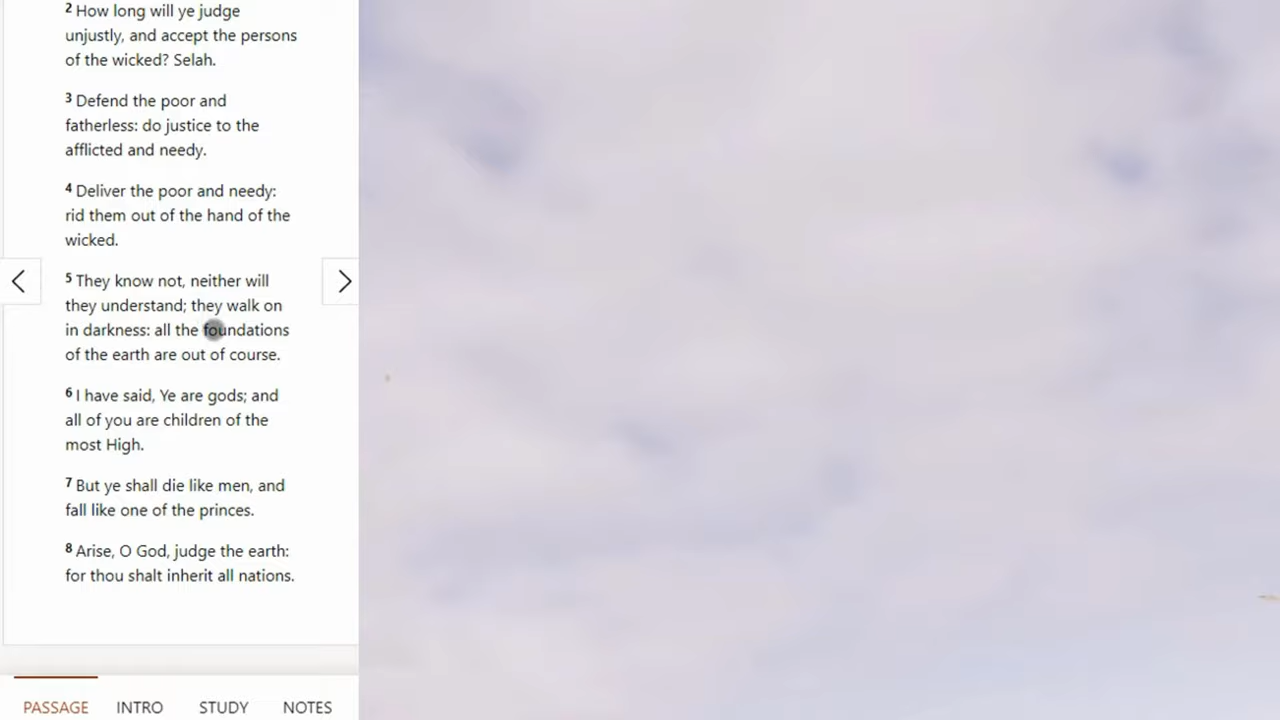 2 How long will ye judge
unjustly, and accept the persons
of the wicked? Selah.
3 Defend the poor and
fatherless: do justice to the
afflicted and needy.
4 Deliver the poor and needy:
rid them out of the hand of the
wicked.
5 They know not, neither will
they understand; they walk on
in darkness: all the foundations
of the earth are out of course.
6 I have said, Ye are gods; and
all of you are children of the
most High.
7 But ye shall die like men, and
fall like one of the princes.
8 Arise, O God, judge the earth:
for thou shalt inherit all nations.
PASSAGE INTRO STUDY NOTES